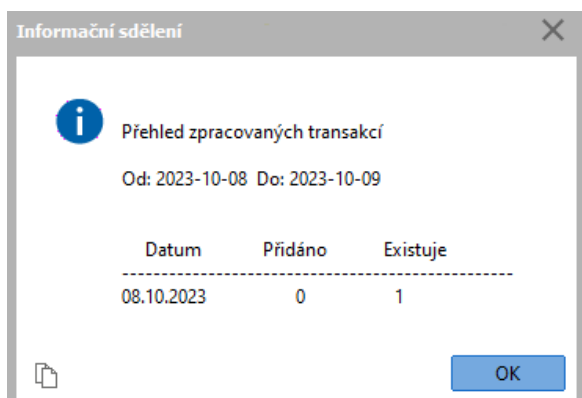 Informační sdělení
Přehled zpracovaných transakcí
Od: 2023-10-08 Do: 2023-10-09
Datum Přidáno Existuje
------------------------------------------------
08.10.2023 0 1
OK